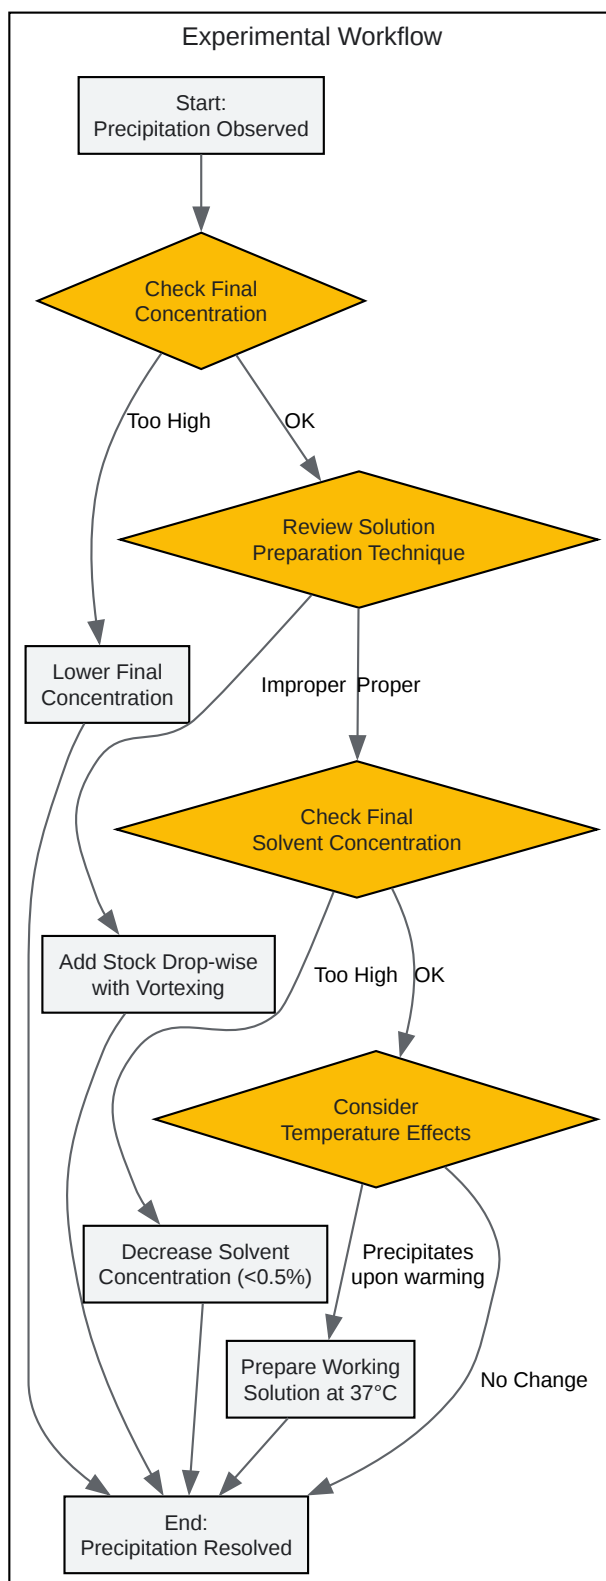 Experimental Workflow
Start:
Precipitation Observed
Check Final
Concentration
Too High
OK
Review Solution
Preparation Technique
Lower Final
Concentration
Improper
Proper
Check Final
Solvent Concentration
Add Stock Drop-wise
with Vortexing
Too High
OK
Consider
Temperature Effects
Decrease Solvent
Concentration (<0.5%)
Precipitates
upon warming
Prepare Working
Solution at 37°C
No Change
End:
Precipitation Resolved